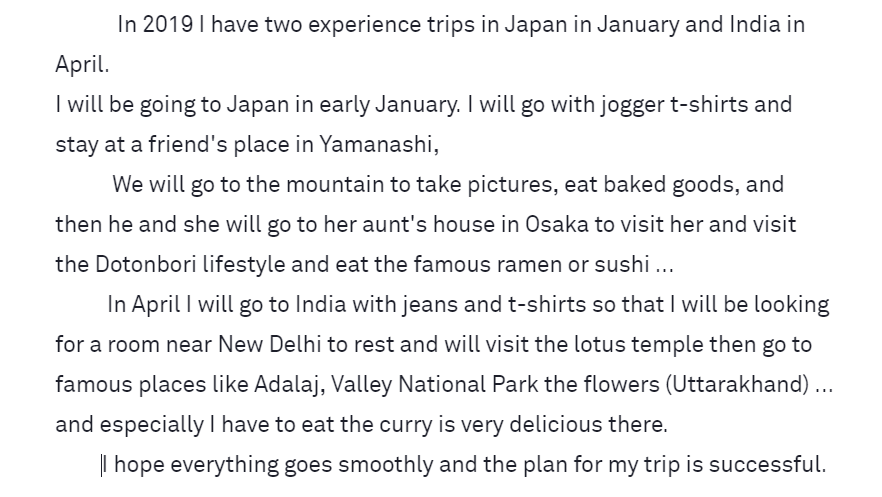 In 2019 I have two experience trips in Japan in January and India in
April.
I will be going to Japan in early January. I will go with jogger t-shirts and
stay at a friend's place in Yamanashi,
We will go to the mountain to take pictures, eat baked goods, and
then he and she will go to her aunt's house in Osaka to visit her and visit
the Dotonbori lifestyle and eat the famous ramen or sushi ...
In April I will go to India with jeans and t-shirts so that I will be looking
for a room near New Delhi to rest and will visit the lotus temple then go to
famous places like Adalaj, Valley National Park the flowers (Uttarakhand) ...
and especially I have to eat the curry is very delicious there.
I hope everything goes smoothly and the plan for my trip is successful.